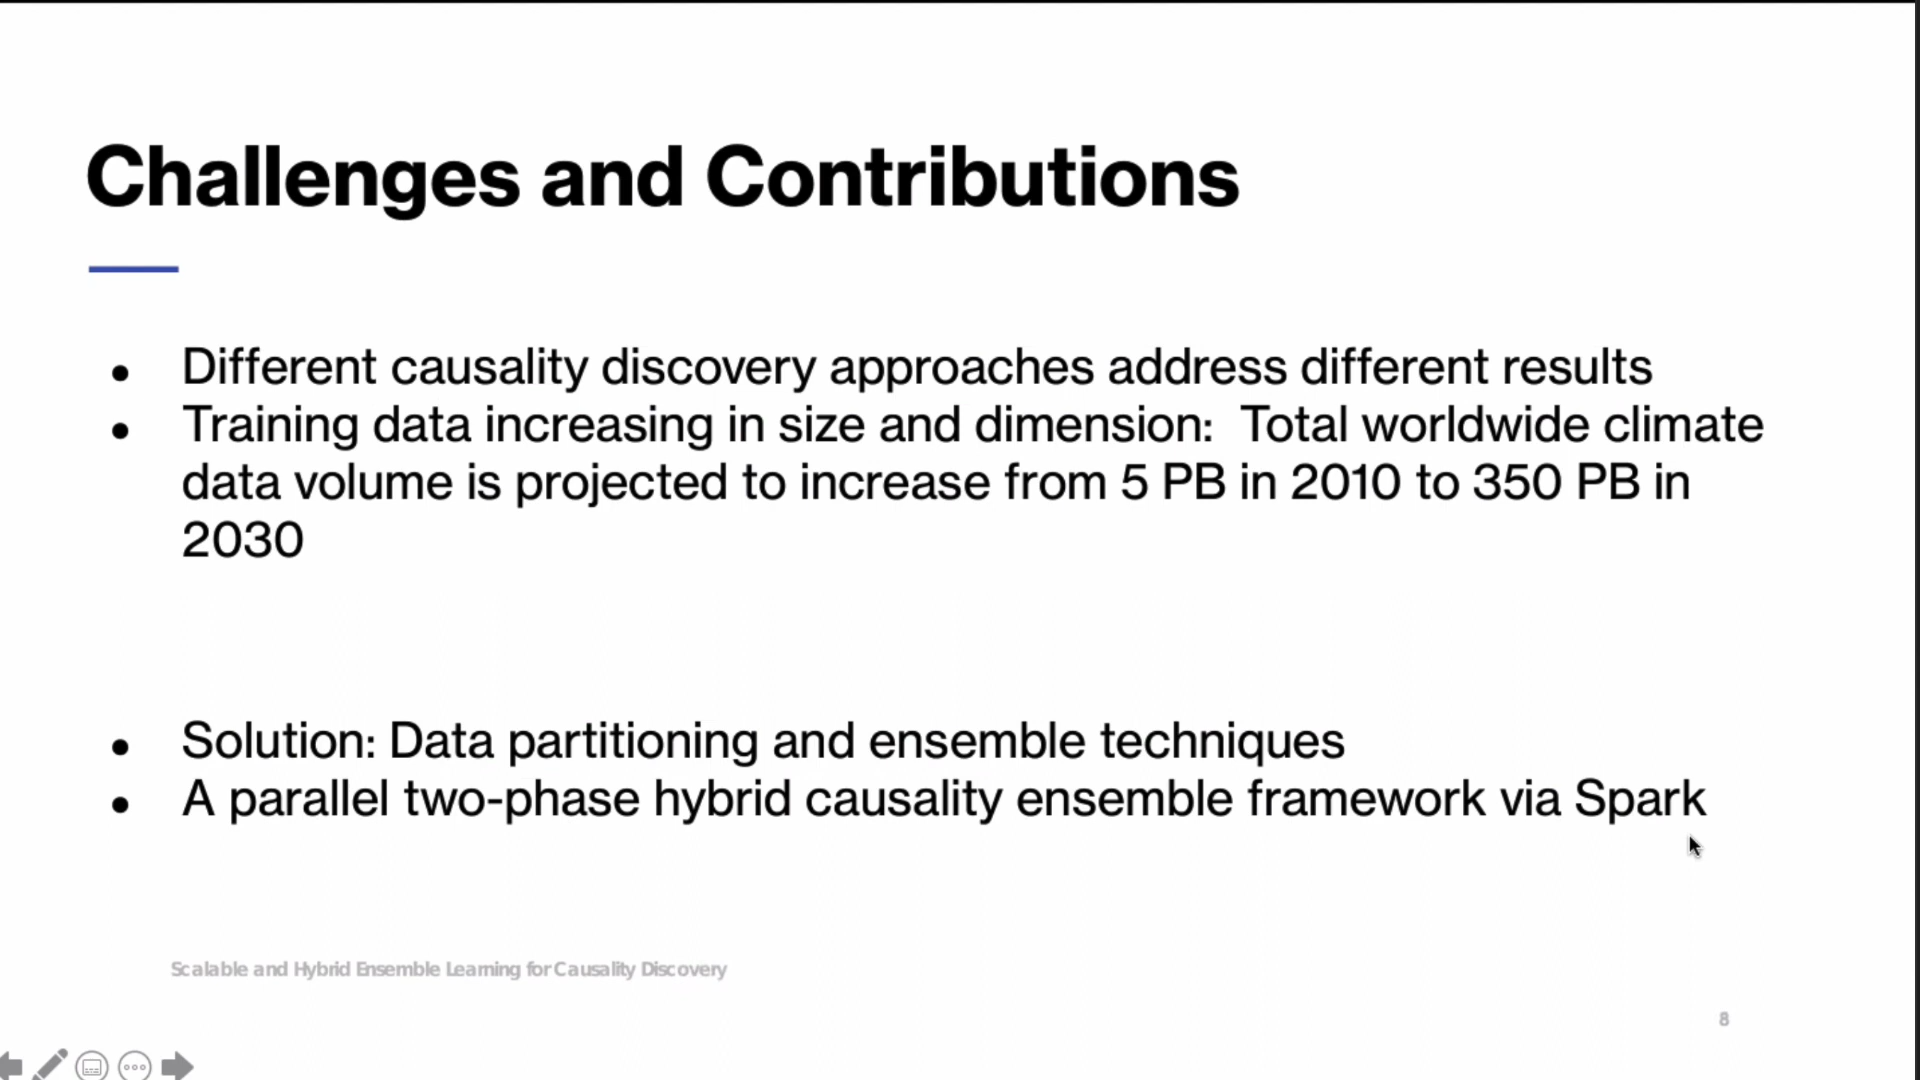 Challenges and Contributions
● Different causality discovery approaches address different results
● Training data increasing in size and dimension:  Total worldwide climate
data volume is projected to increase from 5 PB in 2010 to 350 PB in
2030
● Solution: Data partitioning and ensemble techniques
● A parallel two-phase hybrid causality ensemble framework via Spark
Scalable and Hybrid Ensemble Learning for Causality Discovery
8